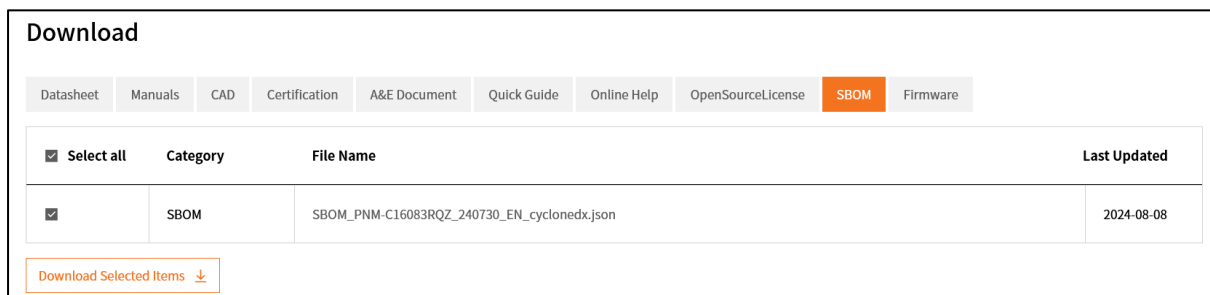 Download
Datasheet Manuals CAD Certification A&E Document Quick Guide Online Help OpenSourceLicense SBOM Firmware
Select all Category File Name Last Updated
SBOM SBOM_PNM-C16083RQZ_240730_EN_cyclonedx.json 2024-08-08
Download Selected Items